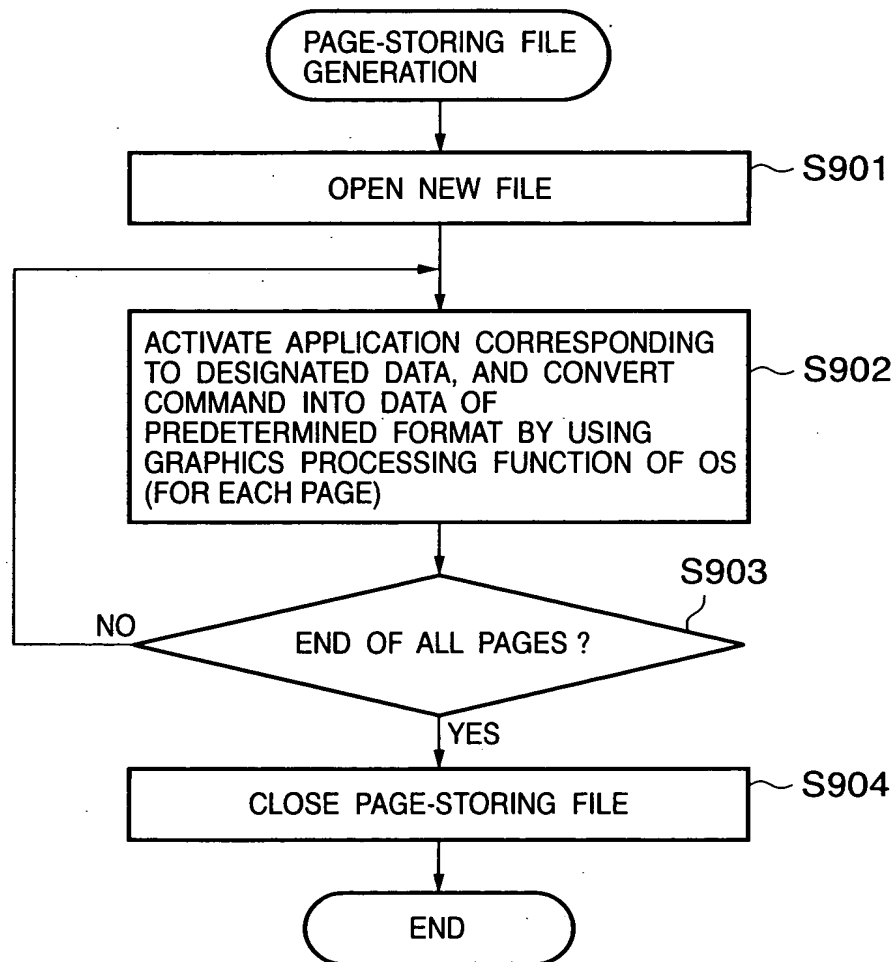 PAGE-STORING FILE
GENERATION
OPEN NEW FILE
S901
ACTIVATE APPLICATION CORRESPONDING
TO DESIGNATED DATA, AND CONVERT
COMMAND INTO DATA OF
PREDETERMINED FORMAT BY USING
GRAPHICS PROCESSING FUNCTION OF OS
(FOR EACH PAGE)
S902
S903
NO
END OF ALL PAGES ?
YES
CLOSE PAGE-STORING FILE
S904
END